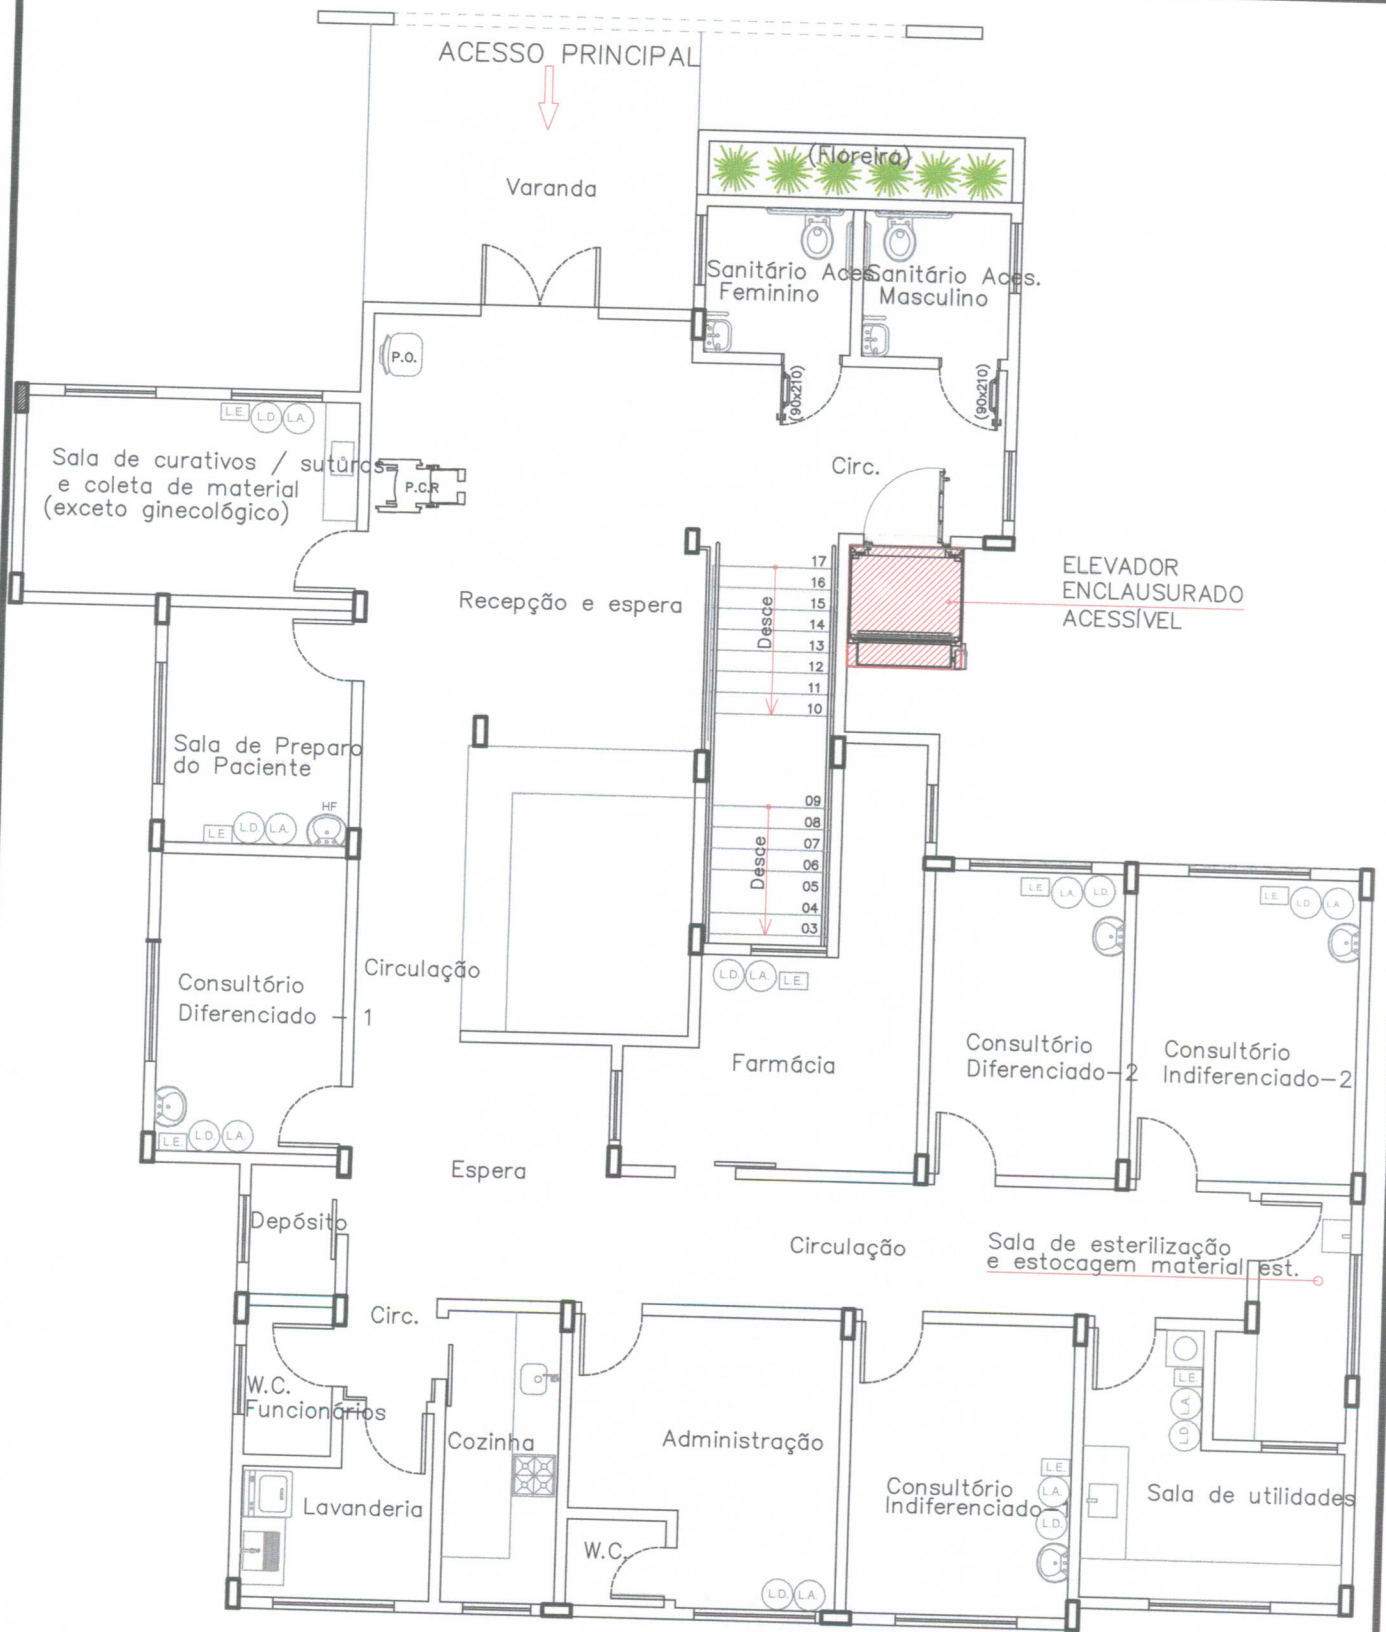 ACESSO PRINCIPAL
Varanda
(Floreira)
Sanitário Aces.
Feminino
Sanitário Aces.
Masculino
P.O.
(90x210)
(90x210)
L.E.
L.D.
L.A.
Sala de curativos / suturas
e coleta de material
(exceto ginecológico)
P.C.R
Circ.
ELEVADOR
ENCLAUSURADO
ACESSÍVEL
Recepção e espera
17
16
15
14
13
12
11
10
Desce
Sala de Preparo
do Paciente
HF
L.E
L.D.
L.A.
09
08
07
06
05
04
03
Desce
L.E.
L.A.
L.D.
L.E.
L.D.
L.A.
Circulação
L.D.
L.A.
L.E.
Consultório
Diferenciado - 1
Farmácia
Consultório
Diferenciado-2
Consultório
Indiferenciado-2
L.E.
L.D.
L.A.
Espera
Depósito
Circulação
Sala de esterilização
e estocagem material est.
Circ.
W.C.
Funcionários
Cozinha
Administração
L.E.
L.A.
L.D.
Lavanderia
Consultório
Indiferenciado-1
L.E.
L.A.
L.D.
Sala de utilidades
W.C.
L.D.
L.A.